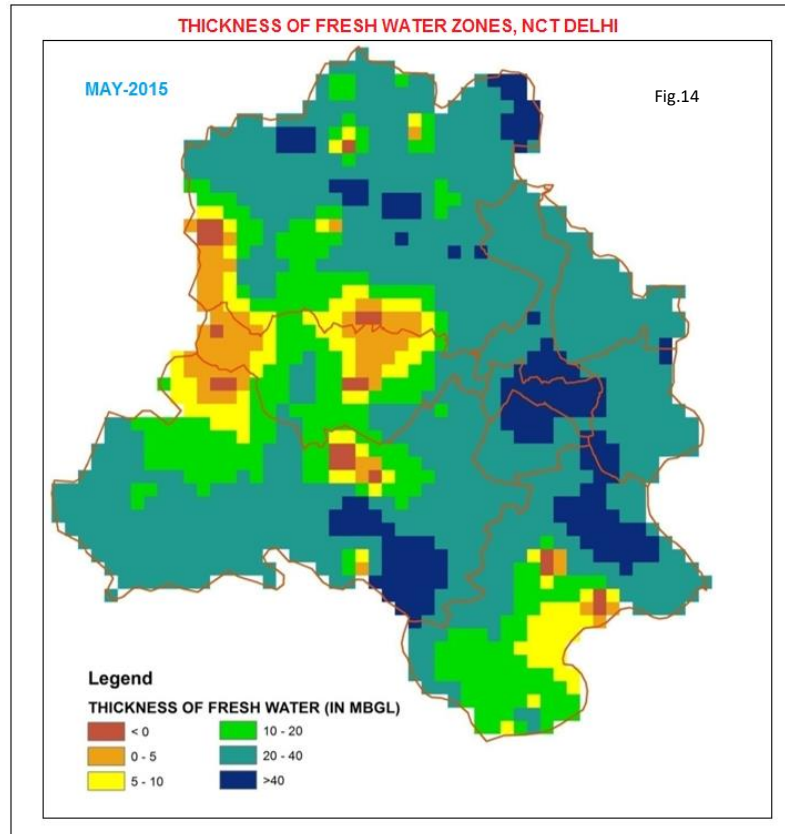 THICKNESS OF FRESH WATER ZONES, NCT DELHI
MAY-2015
Fig.14
Legend
THICKNESS OF FRESH WATER (IN MBGL)
< 0
0 - 5
5 - 10
10 - 20
20 - 40
>40